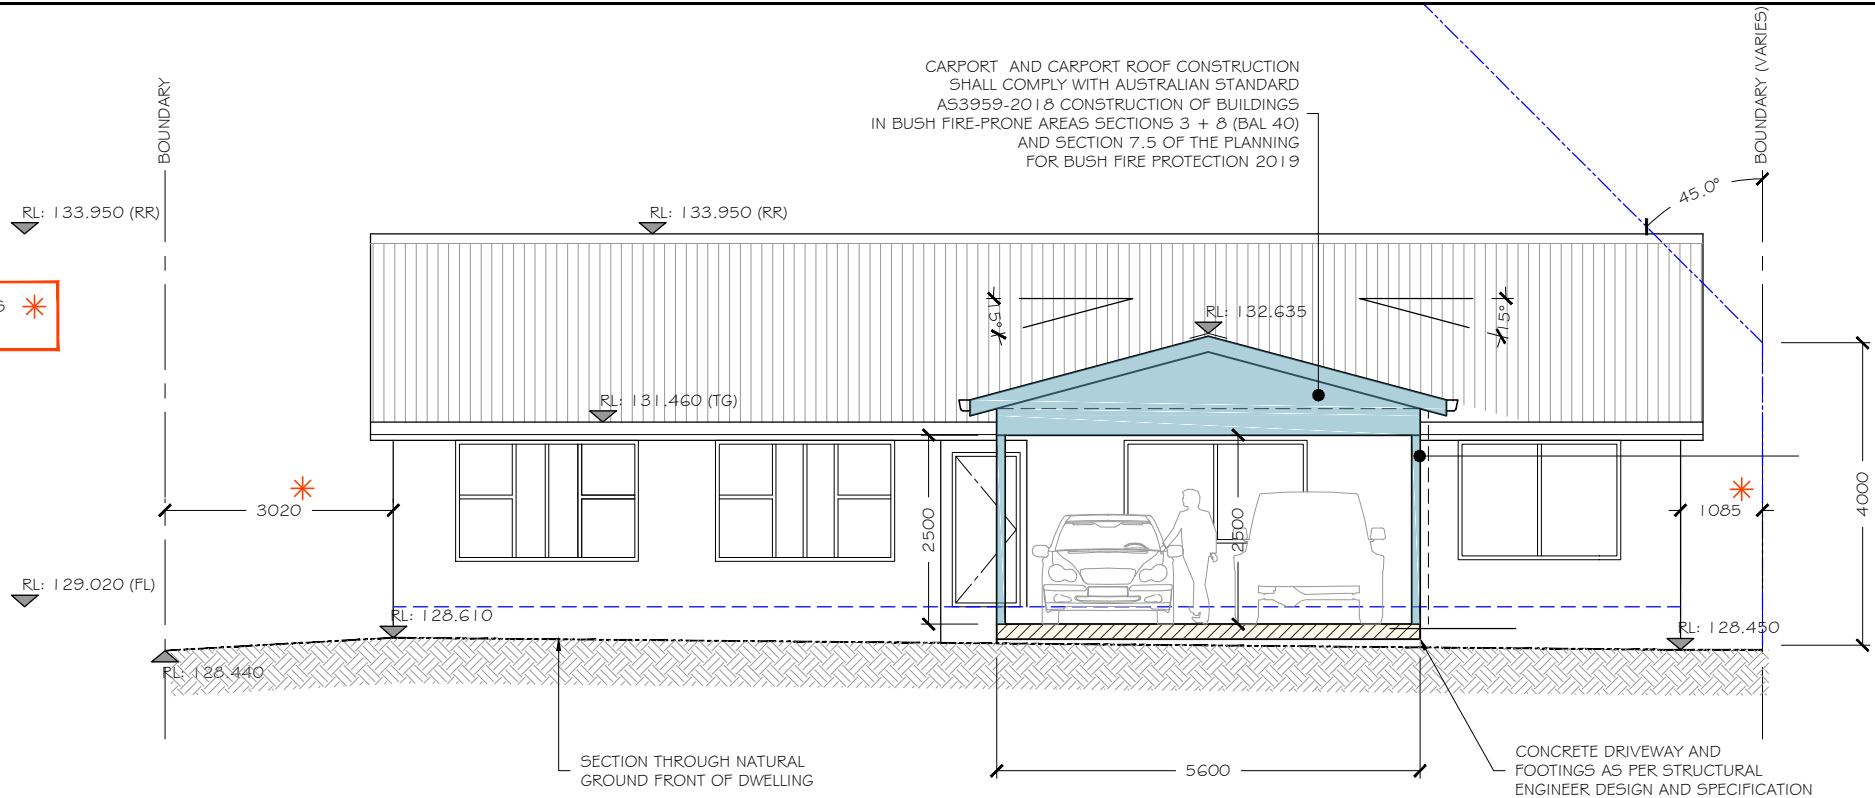 CARPORT AND CARPORT ROOF CONSTRUCTION
SHALL COMPLY WITH AUSTRALIAN STANDARD
AS3959-2018 CONSTRUCTION OF BUILDINGS
IN BUSH FIRE-PRONE AREAS SECTIONS 3 + 8 (BAL 40)
AND SECTION 7.5 OF THE PLANNING
FOR BUSH FIRE PROTECTION 2019
BOUNDARY
BOUNDARY (VARIES)
45.0°
RL: 133.950 (RR)
RL: 133.950 (RR)
S
15°
RL: 132.635
15°
RL: 131.460 (TG)
3020
2500
2500
1085
4000
RL: 129.020 (FL)
RL: 128.610
RL: 128.450
RL: 128.440
SECTION THROUGH NATURAL
GROUND FRONT OF DWELLING
5600
CONCRETE DRIVEWAY AND
FOOTINGS AS PER STRUCTURAL
ENGINEER DESIGN AND SPECIFICATION